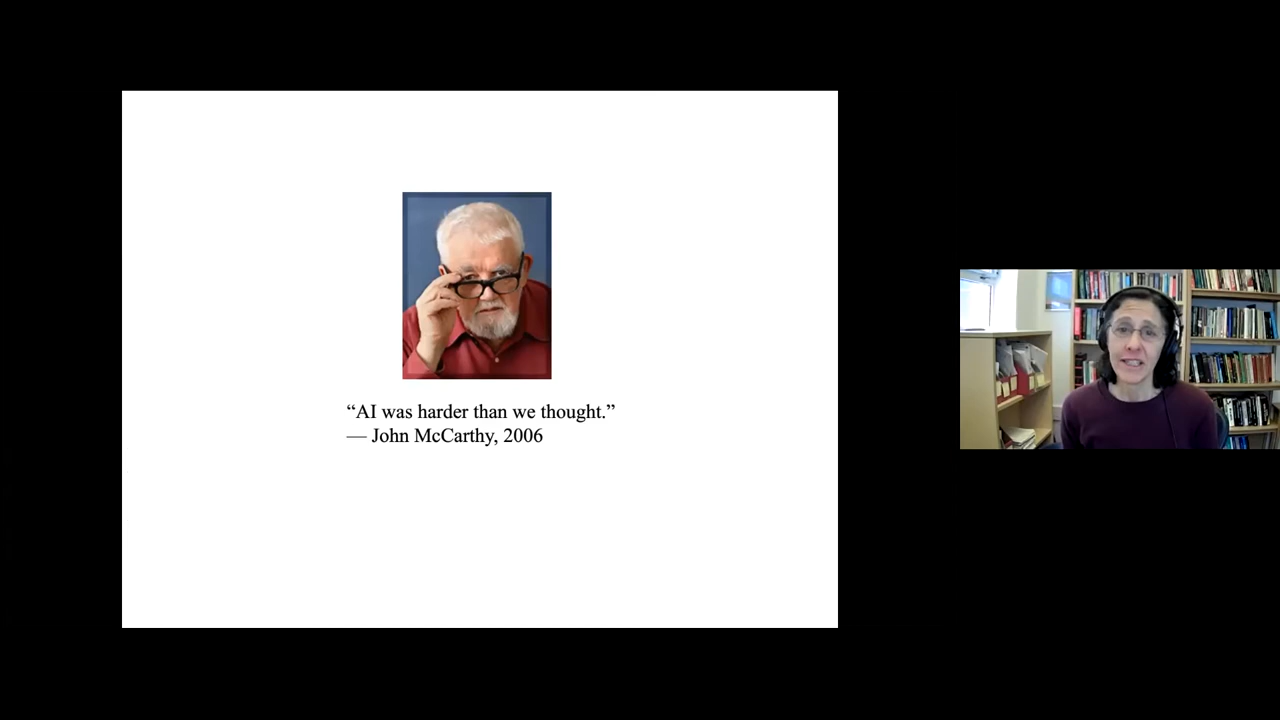 “AI was harder than we thought.”
— John McCarthy, 2006